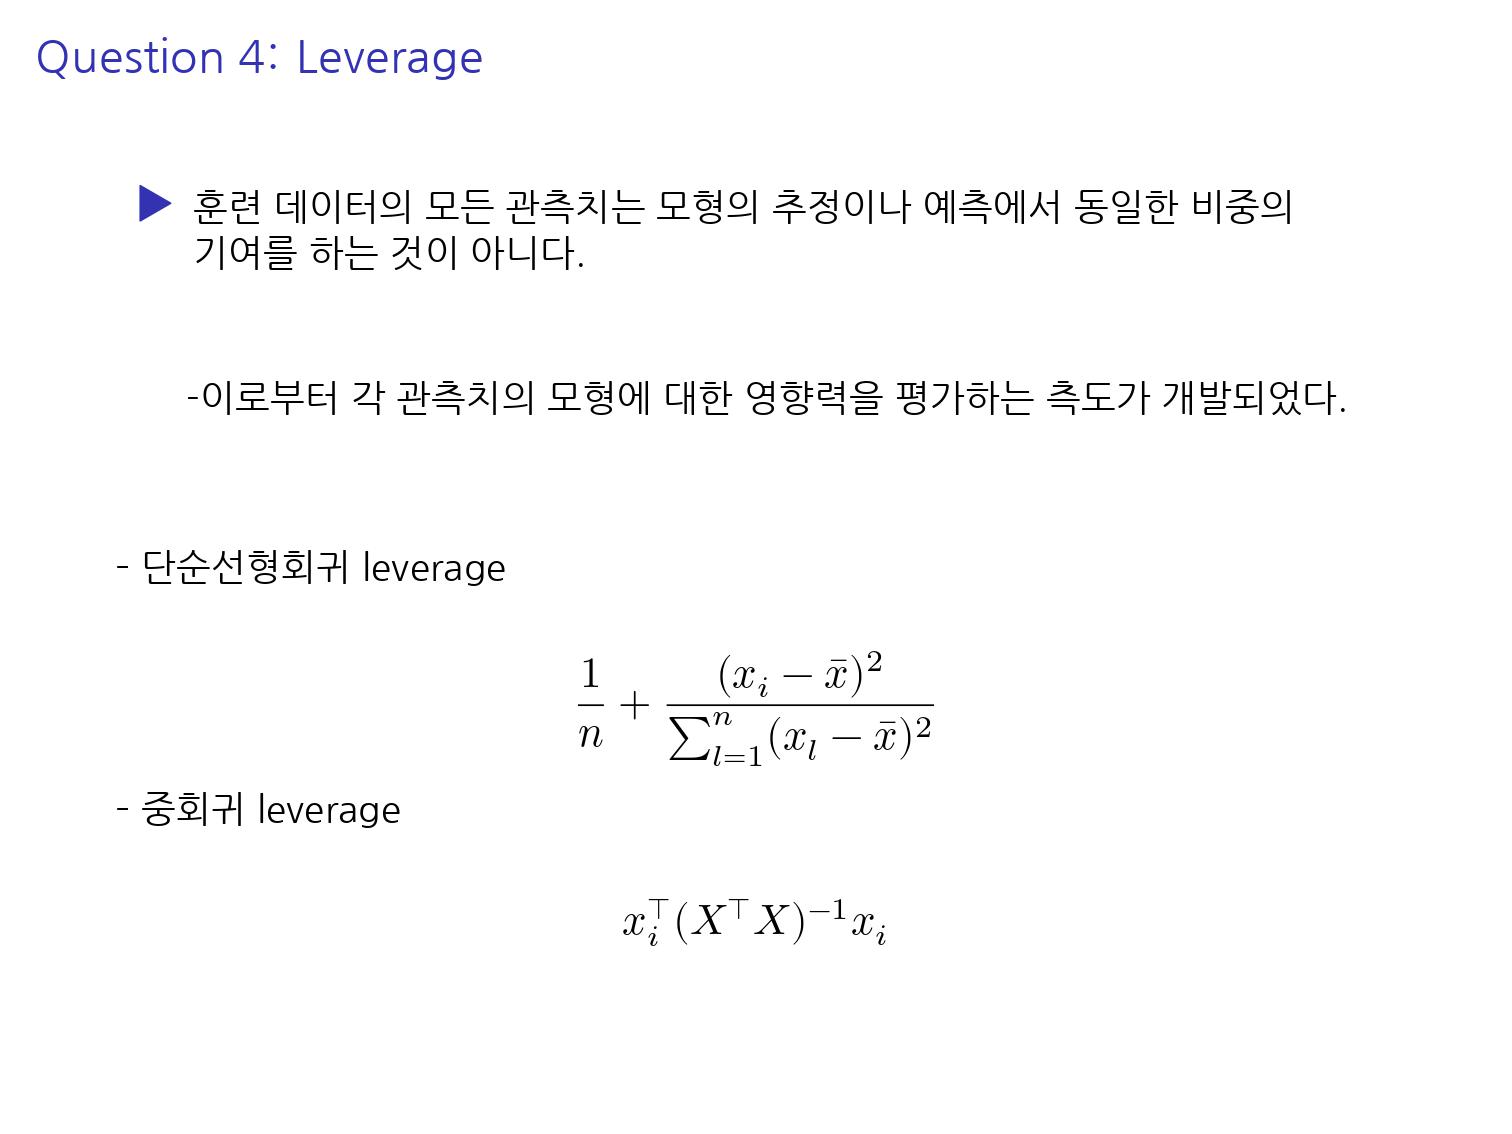 Question 4: Leverage
▶ 훈련 데이터의 모든 관측치는 모형의 추정이나 예측에서 동일한 비중의
기여를 하는 것이 아니다.
-이로부터 각 관측치의 모형에 대한 영향력을 평가하는 측도가 개발되었다.
- 단순선형회귀 leverage
$\frac{1}{n} + \frac{(x_i - \bar{x})^2}{\sum_{l=1}^{n}(x_l - \bar{x})^2}$
- 중회귀 leverage
$x_i^\top (X^\top X)^{-1} x_i$